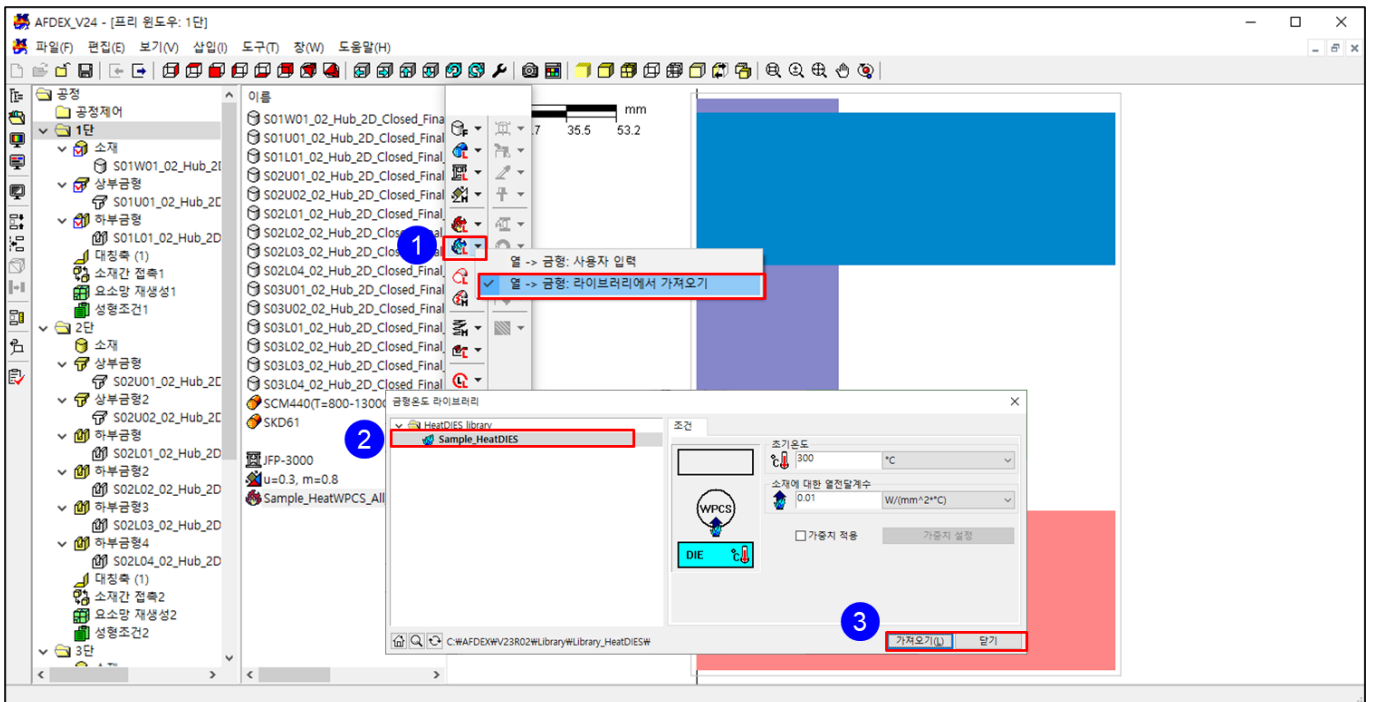 AFDEX_V24 - [프리 윈도우: 1단]
파일(F) 편집(E) 보기(V) 삽입(I) 도구(T) 창(W) 도움말(H)
공정
공정제어
1단
소재
S01W01_02_Hub_2D
상부금형
S01U01_02_Hub_2D
하부금형
S01L01_02_Hub_2D
대칭축 (1)
소재간 접촉1
요소망 재생성1
성형조건1
2단
소재
상부금형
S02U01_02_Hub_2D
상부금형2
S02U02_02_Hub_2D
하부금형
S02L01_02_Hub_2D
하부금형2
S02L02_02_Hub_2D
하부금형3
S02L03_02_Hub_2D
하부금형4
S02L04_02_Hub_2D
대칭축 (1)
소재간 접촉2
요소망 재생성2
성형조건2
3단
이름
S01W01_02_Hub_2D_Closed_Fina
S01U01_02_Hub_2D_Closed_Final
S01L01_02_Hub_2D_Closed_Final_
S02U01_02_Hub_2D_Closed_Final
S02U02_02_Hub_2D_Closed_Final
S02L01_02_Hub_2D_Closed_Final_
S02L02_02_Hub_2D_Closed_Final_
S02L03_02_Hub_2D_Clos
S02L04_02_Hub_2D_Closed_Final_
S03U01_02_Hub_2D_Closed_Final
S03U02_02_Hub_2D_Closed_Final
S03L01_02_Hub_2D_Closed_Final_
S03L02_02_Hub_2D_Closed_Final_
S03L03_02_Hub_2D_Closed_Final_
S03L04_02_Hub_2D_Closed_Final
SCM440(T=800-1300
SKD61
JFP-3000
u=0.3, m=0.8
Sample_HeatWPCS_All
mm
.7 35.5 53.2
1
열 -> 금형: 사용자 입력
열 -> 금형: 라이브러리에서 가져오기
금형온도 라이브러리
2
HeatDIES library
Sample_HeatDIES
조건
WPCS
DIE °C
초기온도
°C 300 °C
소재에 대한 열전달계수
0.01 W/(mm^2*°C)
가중치 적용 가중치 설정
3
C:₩AFDEX₩V23R02₩Library₩Library_HeatDIES₩
가져오기(L) 닫기